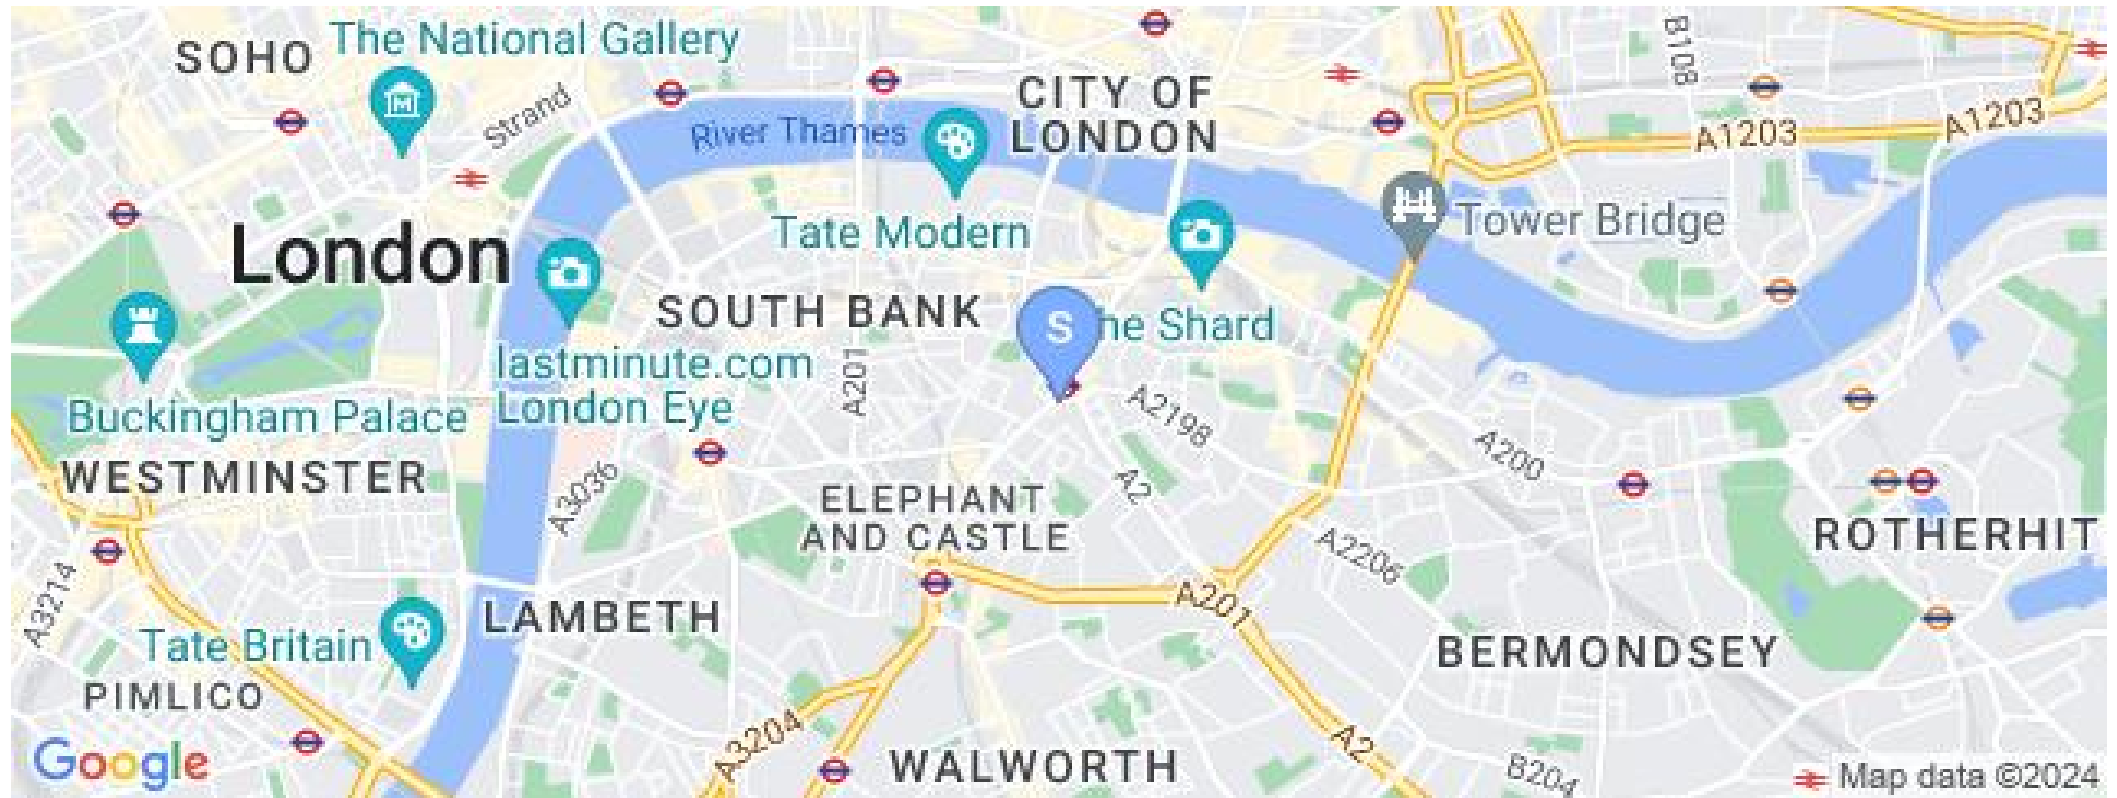 SOHO
The National Gallery
B108
Strand
CITY OF
LONDON
River Thames
A1203
A1203
London
Tate Modern
Tower Bridge
SOUTH BANK
S
he Shard
lastminute.com
London Eye
A201
Buckingham Palace
A2198
WESTMINSTER
A3036
A2
A200
ELEPHANT
AND CASTLE
ROTHERHIT
A2206
A3214
A201
LAMBETH
Tate Britain
BERMONDSEY
PIMLICO
A3204
A2
Google
WALWORTH
B204
Map data ©2024